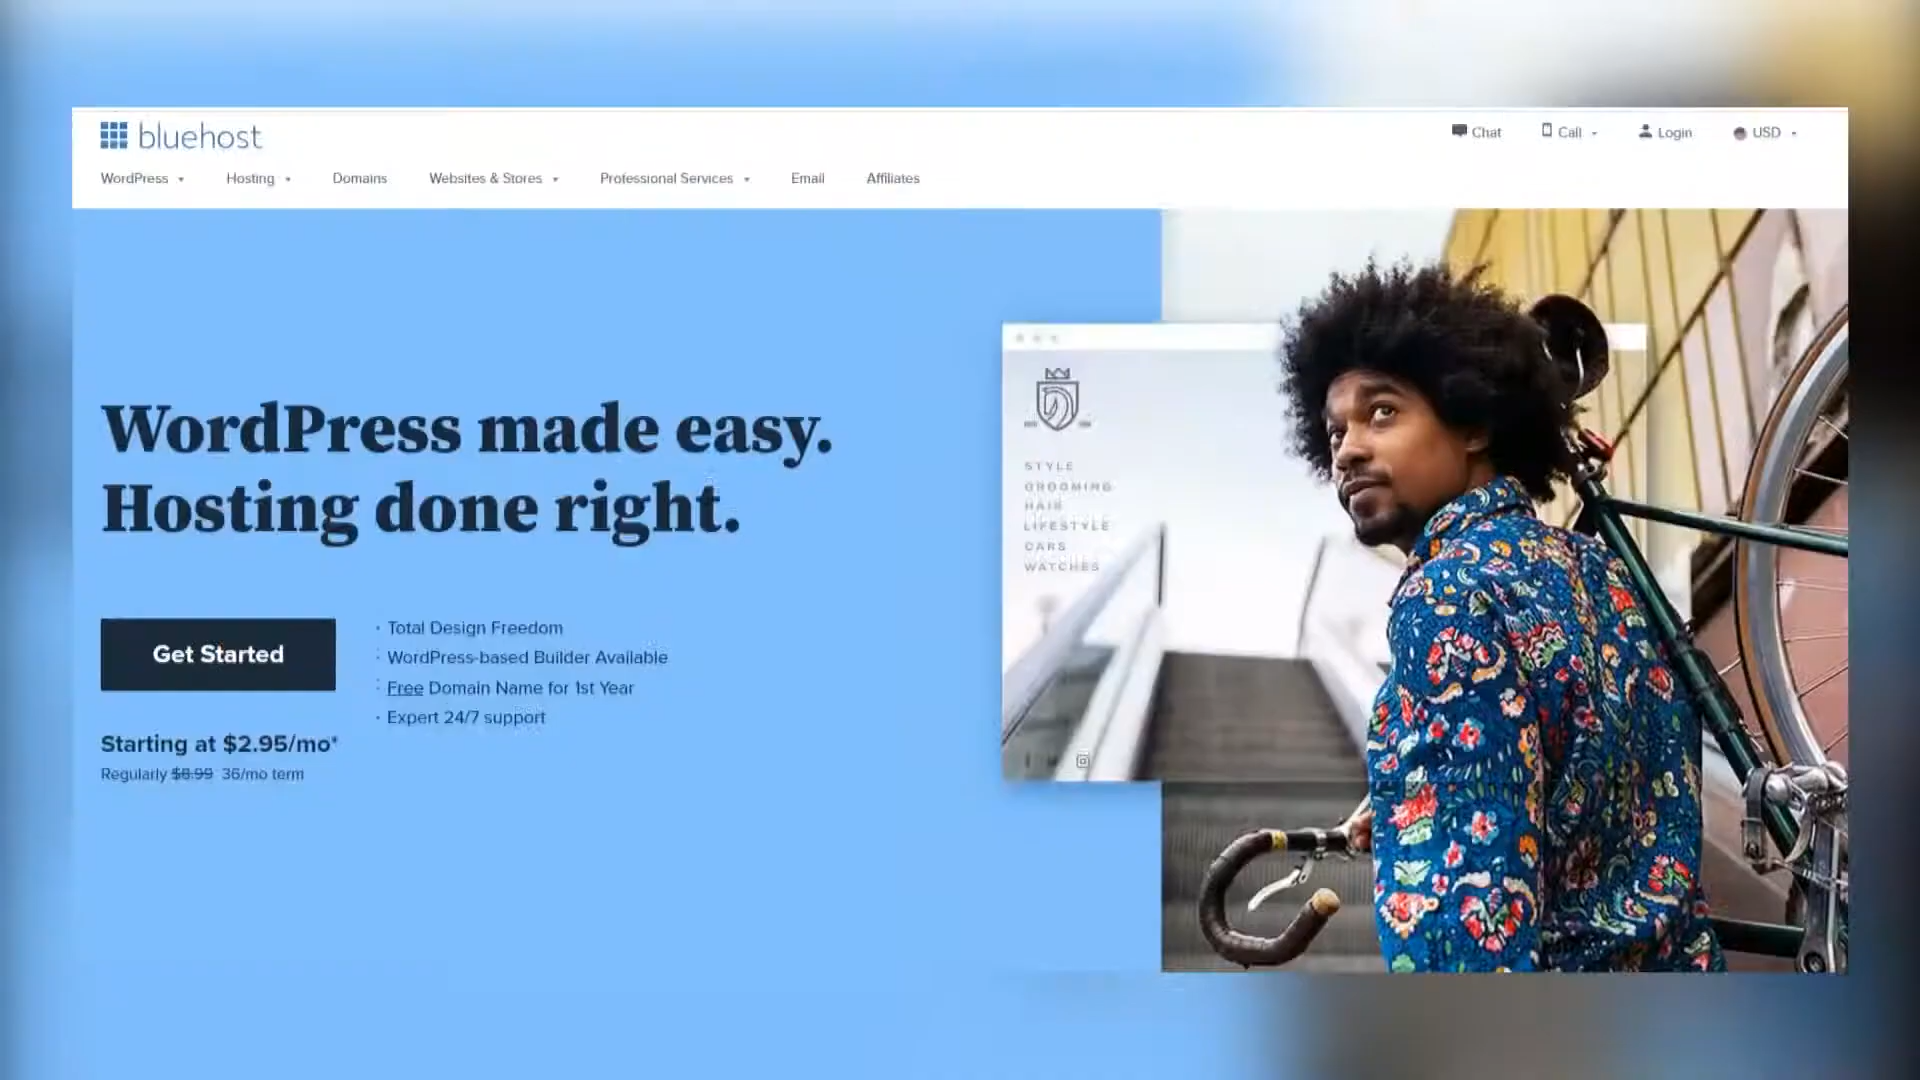 bluehost
Chat
Call
Login
USD
WordPress
Hosting
Domains
Websites & Stores
Professional Services
Email
Affiliates
WordPress made easy.
Hosting done right.
Get Started
· Total Design Freedom
· WordPress-based Builder Available
· Free Domain Name for 1st Year
· Expert 24/7 support
Starting at $2.95/mo*
Regularly $8.99 36/mo term
STYLE
GROOMING
HAIR
LIFESTYLE
CARS
WATCHES